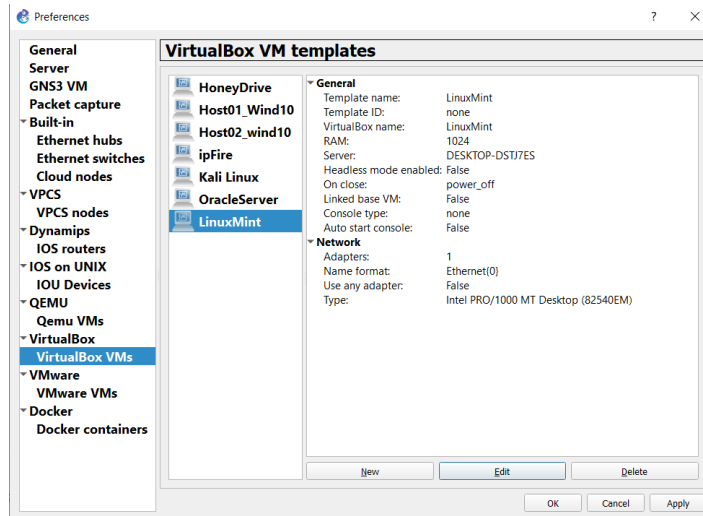 Preferences
?
General
Server
GNS3 VM
Packet capture
Built-in
Ethernet hubs
Ethernet switches
Cloud nodes
VPCS
VPCS nodes
Dynamips
IOS routers
IOS on UNIX
IOU Devices
QEMU
Qemu VMs
VirtualBox
VirtualBox VMs
VMware
VMware VMs
Docker
Docker containers
VirtualBox VM templates
HoneyDrive
Host01_Wind10
Host02_wind10
ipFire
Kali Linux
OracleServer
LinuxMint
General
Template name: LinuxMint
Template ID: none
VirtualBox name: LinuxMint
RAM: 1024
Server: DESKTOP-DSTJ7ES
Headless mode enabled: False
On close: power_off
Linked base VM: False
Console type: none
Auto start console: False
Network
Adapters: 1
Name format: Ethernet{0}
Use any adapter: False
Type: Intel PRO/1000 MT Desktop (82540EM)
New Edit Delete
OK Cancel Apply